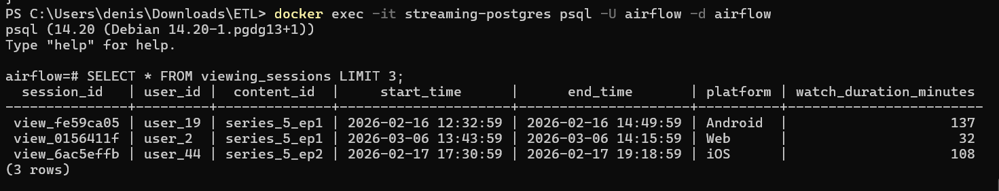 PS C:\Users\denis\Downloads\ETL> docker exec -it streaming-postgres psql -U airflow -d airflow
psql (14.20 (Debian 14.20-1.pgdg13+1))
Type "help" for help.
airflow=# SELECT * FROM viewing_sessions LIMIT 3;
  session_id   | user_id |  content_id  |     start_time      |      end_time       | platform | watch_duration_minutes
---------------+---------+--------------+---------------------+---------------------+----------+------------------------
 view_fe59ca05 | user_19 | series_5_ep1 | 2026-02-16 12:32:59 | 2026-02-16 14:49:59 | Android  |                    137
 view_0156411f | user_2  | series_5_ep1 | 2026-03-06 13:43:59 | 2026-03-06 14:15:59 | Web      |                     32
 view_6ac5effb | user_44 | series_5_ep2 | 2026-02-17 17:30:59 | 2026-02-17 19:18:59 | iOS      |                    108
(3 rows)